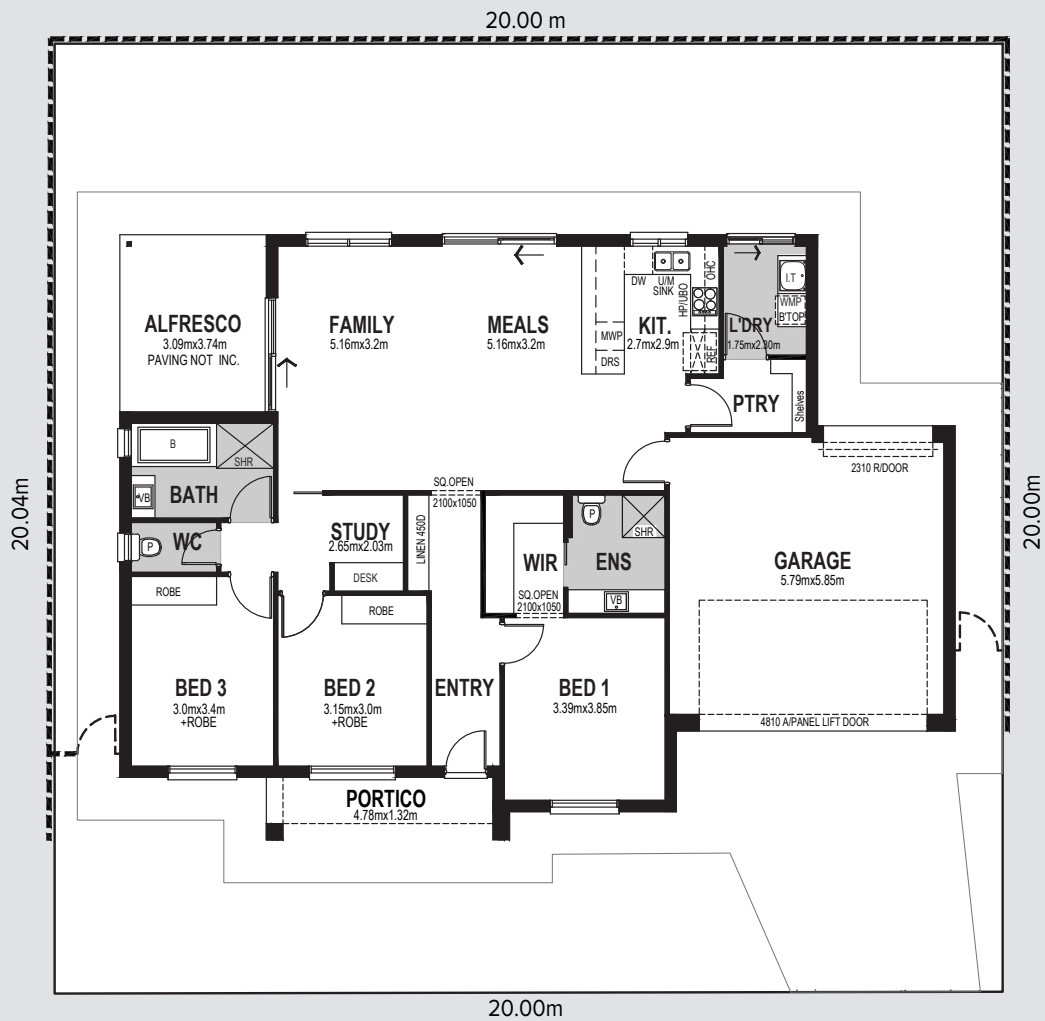 20.00 m
20.04m
20.00m
ALFRESCO
3.09mx3.74m
PAVING NOT INC.
FAMILY
5.16mx3.2m
MEALS
5.16mx3.2m
DW
U/M
SINK
OHC
HP/UBO
KIT.
2.7mx2.9m
MWP
DRS
REF
I.T
WMP
B'TOP
L'DRY
1.75mx2.30m
PTRY
Shelves
2310 R/DOOR
B
SHR
VB
BATH
P
WC
SQ.OPEN
2100x1050
STUDY
2.65mx2.03m
DESK
LINEN 450D
WIR
SQ.OPEN
2100x1050
P
SHR
ENS
VB
GARAGE
5.79mx5.85m
4810 A/PANEL LIFT DOOR
ROBE
BED 3
3.0mx3.4m
+ROBE
ROBE
BED 2
3.15mx3.0m
+ROBE
ENTRY
BED 1
3.39mx3.85m
PORTICO
4.78mx1.32m
20.00m